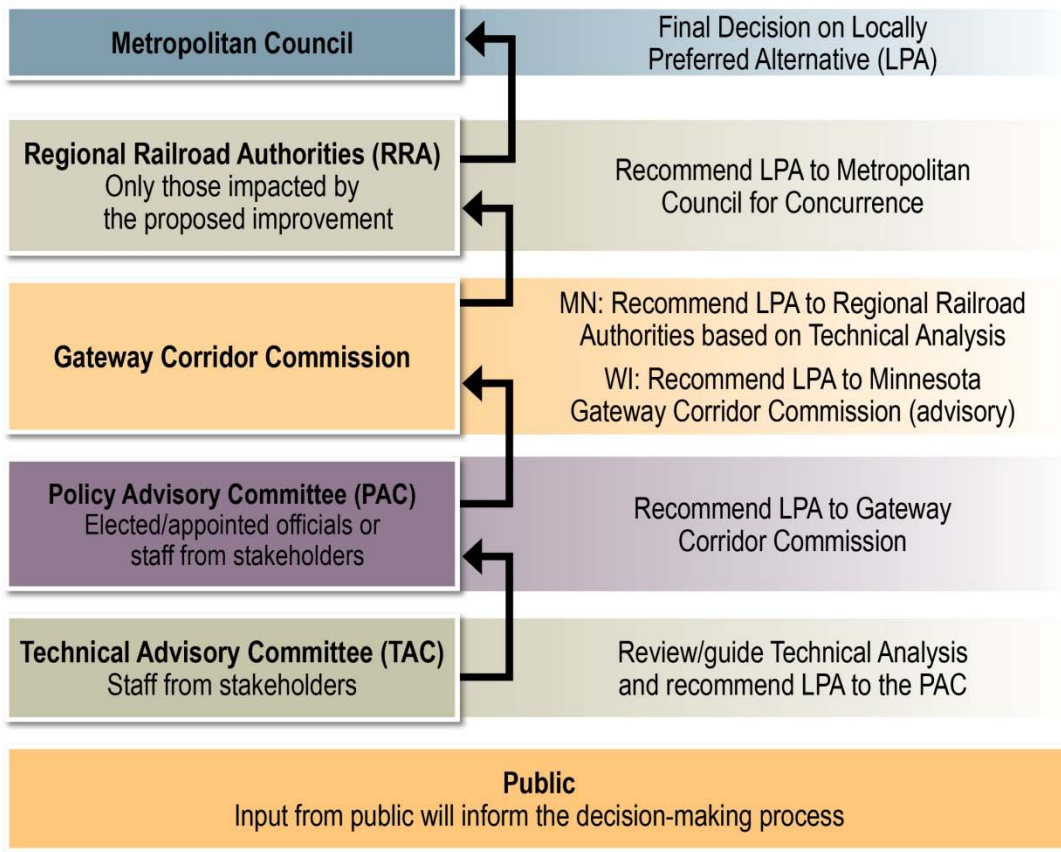 Metropolitan Council
Final Decision on Locally
Preferred Alternative (LPA)
Regional Railroad Authorities (RRA)
Only those impacted by
the proposed improvement
Recommend LPA to Metropolitan
Council for Concurrence
Gateway Corridor Commission
MN: Recommend LPA to Regional Railroad
Authorities based on Technical Analysis
WI: Recommend LPA to Minnesota
Gateway Corridor Commission (advisory)
Policy Advisory Committee (PAC)
Elected/appointed officials or
staff from stakeholders
Recommend LPA to Gateway
Corridor Commission
Technical Advisory Committee (TAC)
Staff from stakeholders
Review/guide Technical Analysis
and recommend LPA to the PAC
Public
Input from public will inform the decision-making process